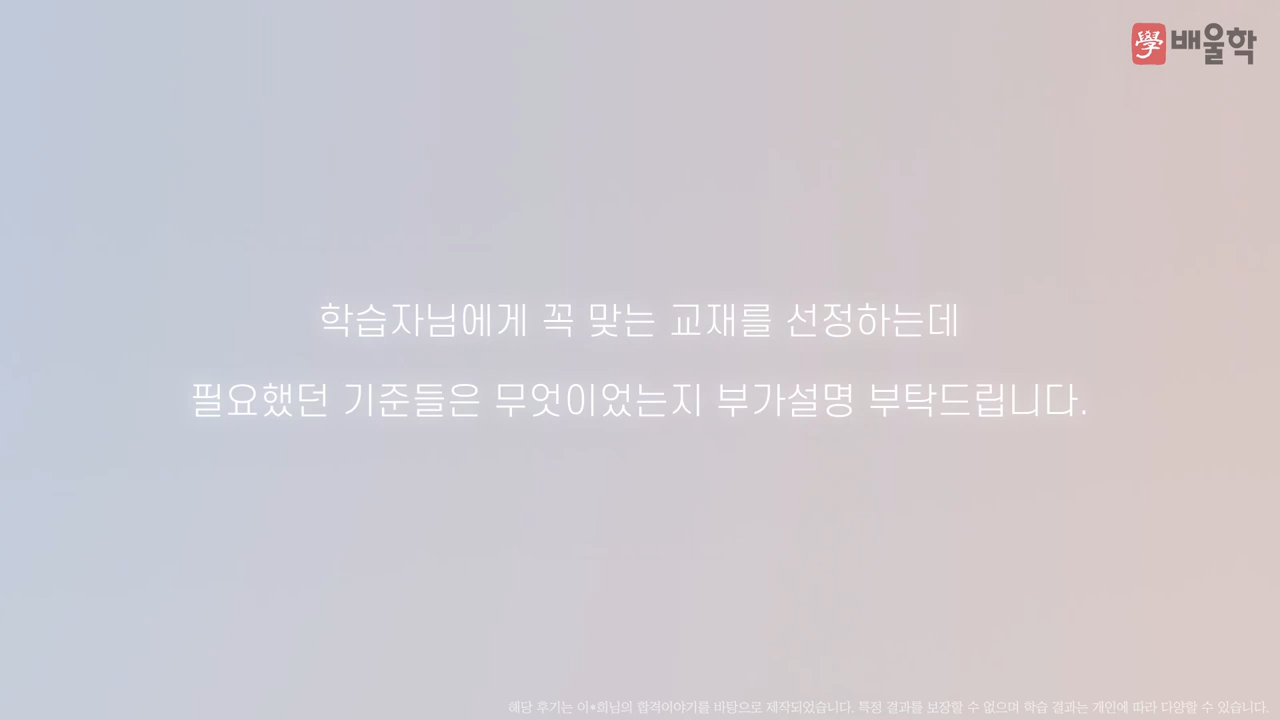 學 배울학
학습자님에게 꼭 맞는 교재를 선정하는데
필요했던 기준들은 무엇이었는지 부가설명 부탁드립니다.
해당 후기는 이*희님의 합격이야기를 바탕으로 제작되었습니다. 특정 결과를 보장할 수 없으며 학습 결과는 개인에 따라 다양할 수 있습니다.